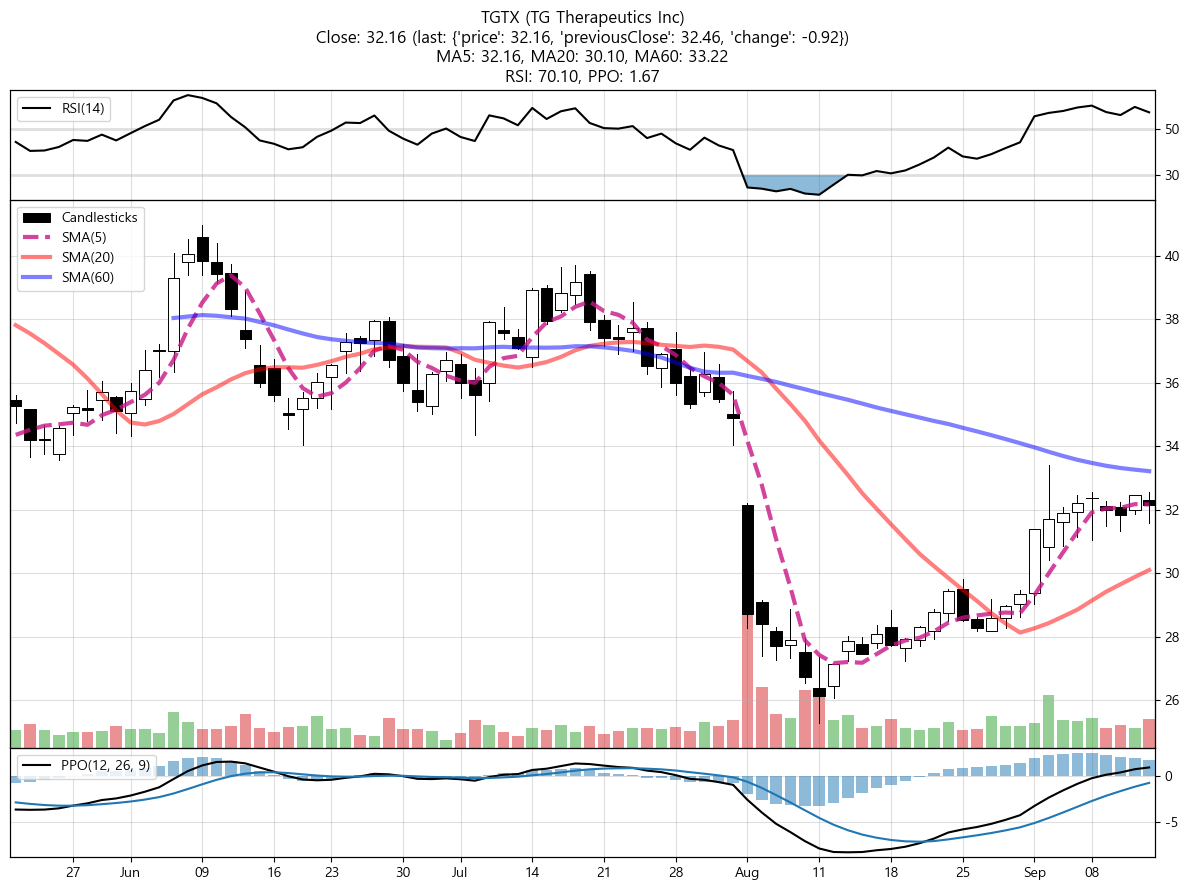 TGTX (TG Therapeutics Inc)
Close: 32.16 (last: {'price': 32.16, 'previousClose': 32.46, 'change': -0.92})
MA5: 32.16, MA20: 30.10, MA60: 33.22
RSI: 70.10, PPO: 1.67
RSI(14)
50
30
Candlesticks
SMA(5)
SMA(20)
SMA(60)
40
38
36
34
32
30
28
26
PPO(12, 26, 9)
0
-5
27 Jun 09 16 23 30 Jul 14 21 28 Aug 11 18 25 Sep 08